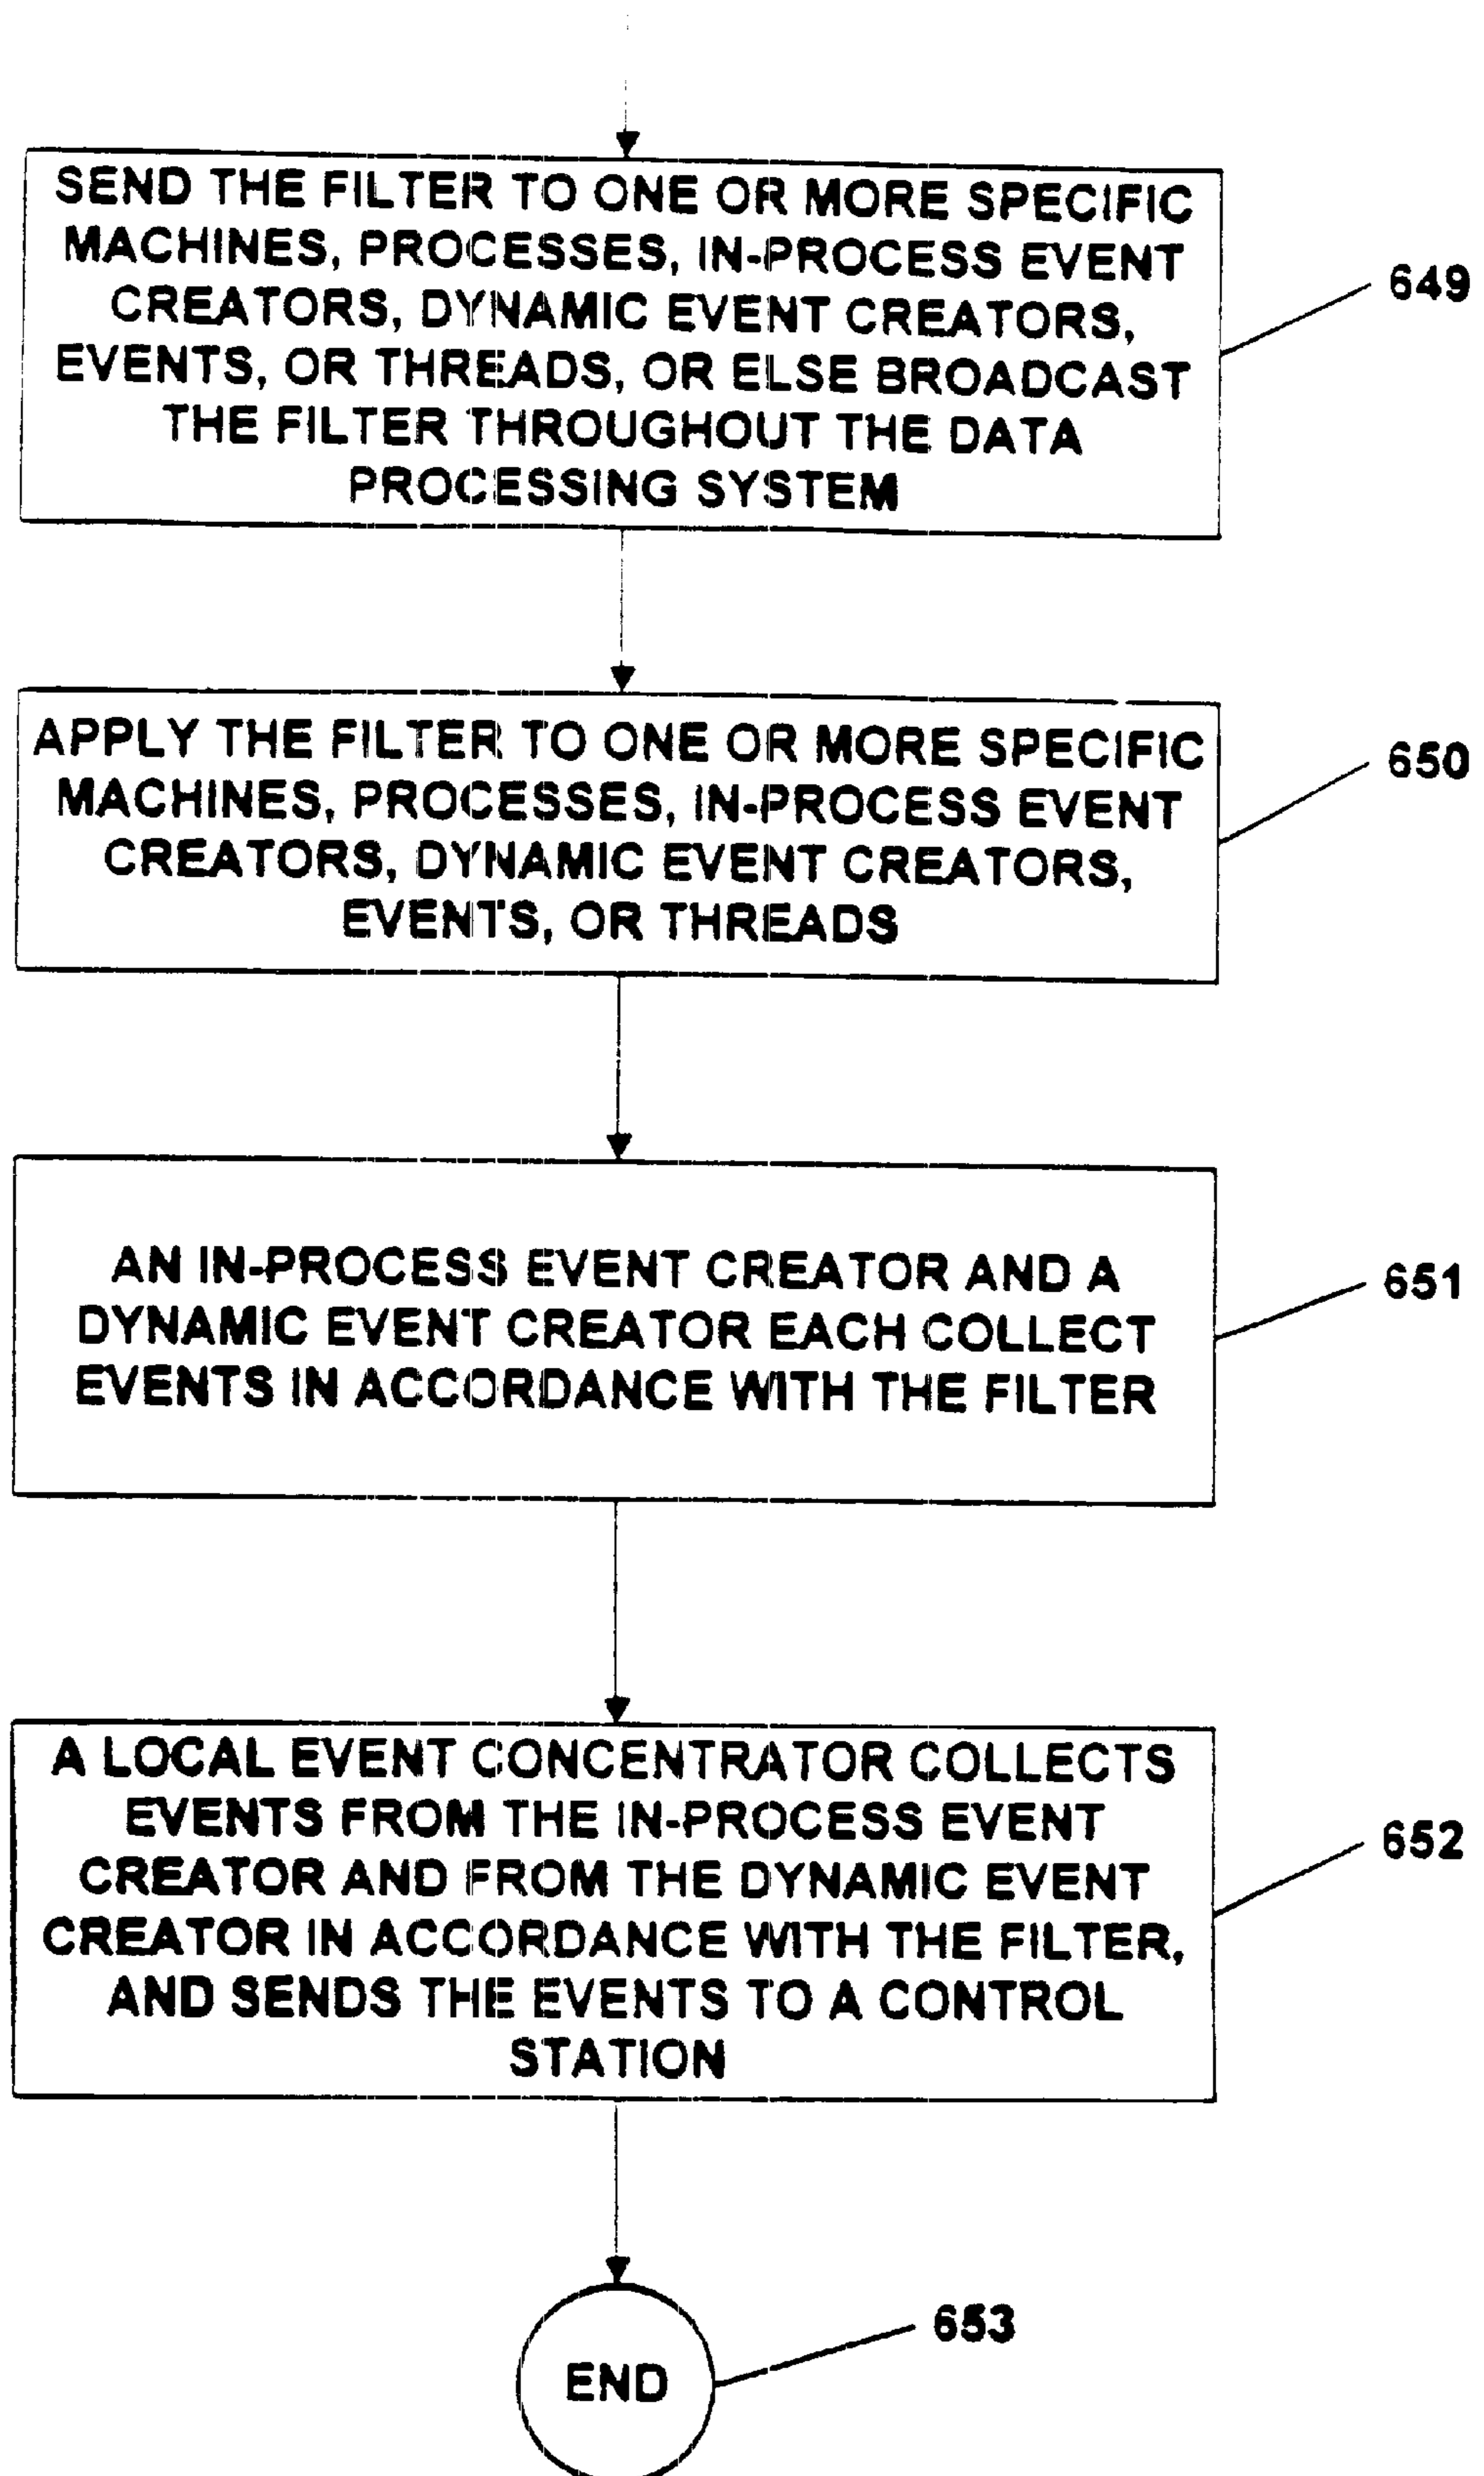 SEND THE FILTER TO ONE OR MORE SPECIFIC
MACHINES, PROCESSES, IN-PROCESS EVENT
CREATORS, DYNAMIC EVENT CREATORS,
EVENTS, OR THREADS, OR ELSE BROADCAST
THE FILTER THROUGHOUT THE DATA
PROCESSING SYSTEM
649
APPLY THE FILTER TO ONE OR MORE SPECIFIC
MACHINES, PROCESSES, IN-PROCESS EVENT
CREATORS, DYNAMIC EVENT CREATORS,
EVENTS, OR THREADS
650
AN IN-PROCESS EVENT CREATOR AND A
DYNAMIC EVENT CREATOR EACH COLLECT
EVENTS IN ACCORDANCE WITH THE FILTER
651
A LOCAL EVENT CONCENTRATOR COLLECTS
EVENTS FROM THE IN-PROCESS EVENT
CREATOR AND FROM THE DYNAMIC EVENT
CREATOR IN ACCORDANCE WITH THE FILTER,
AND SENDS THE EVENTS TO A CONTROL
STATION
652
END
653